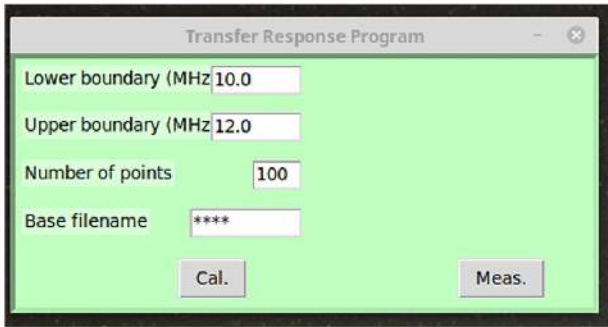 Transfer Response Program
Lower boundary (MHz 10.0
Upper boundary (MHz 12.0
Number of points 100
Base filename ****
Cal. Meas.